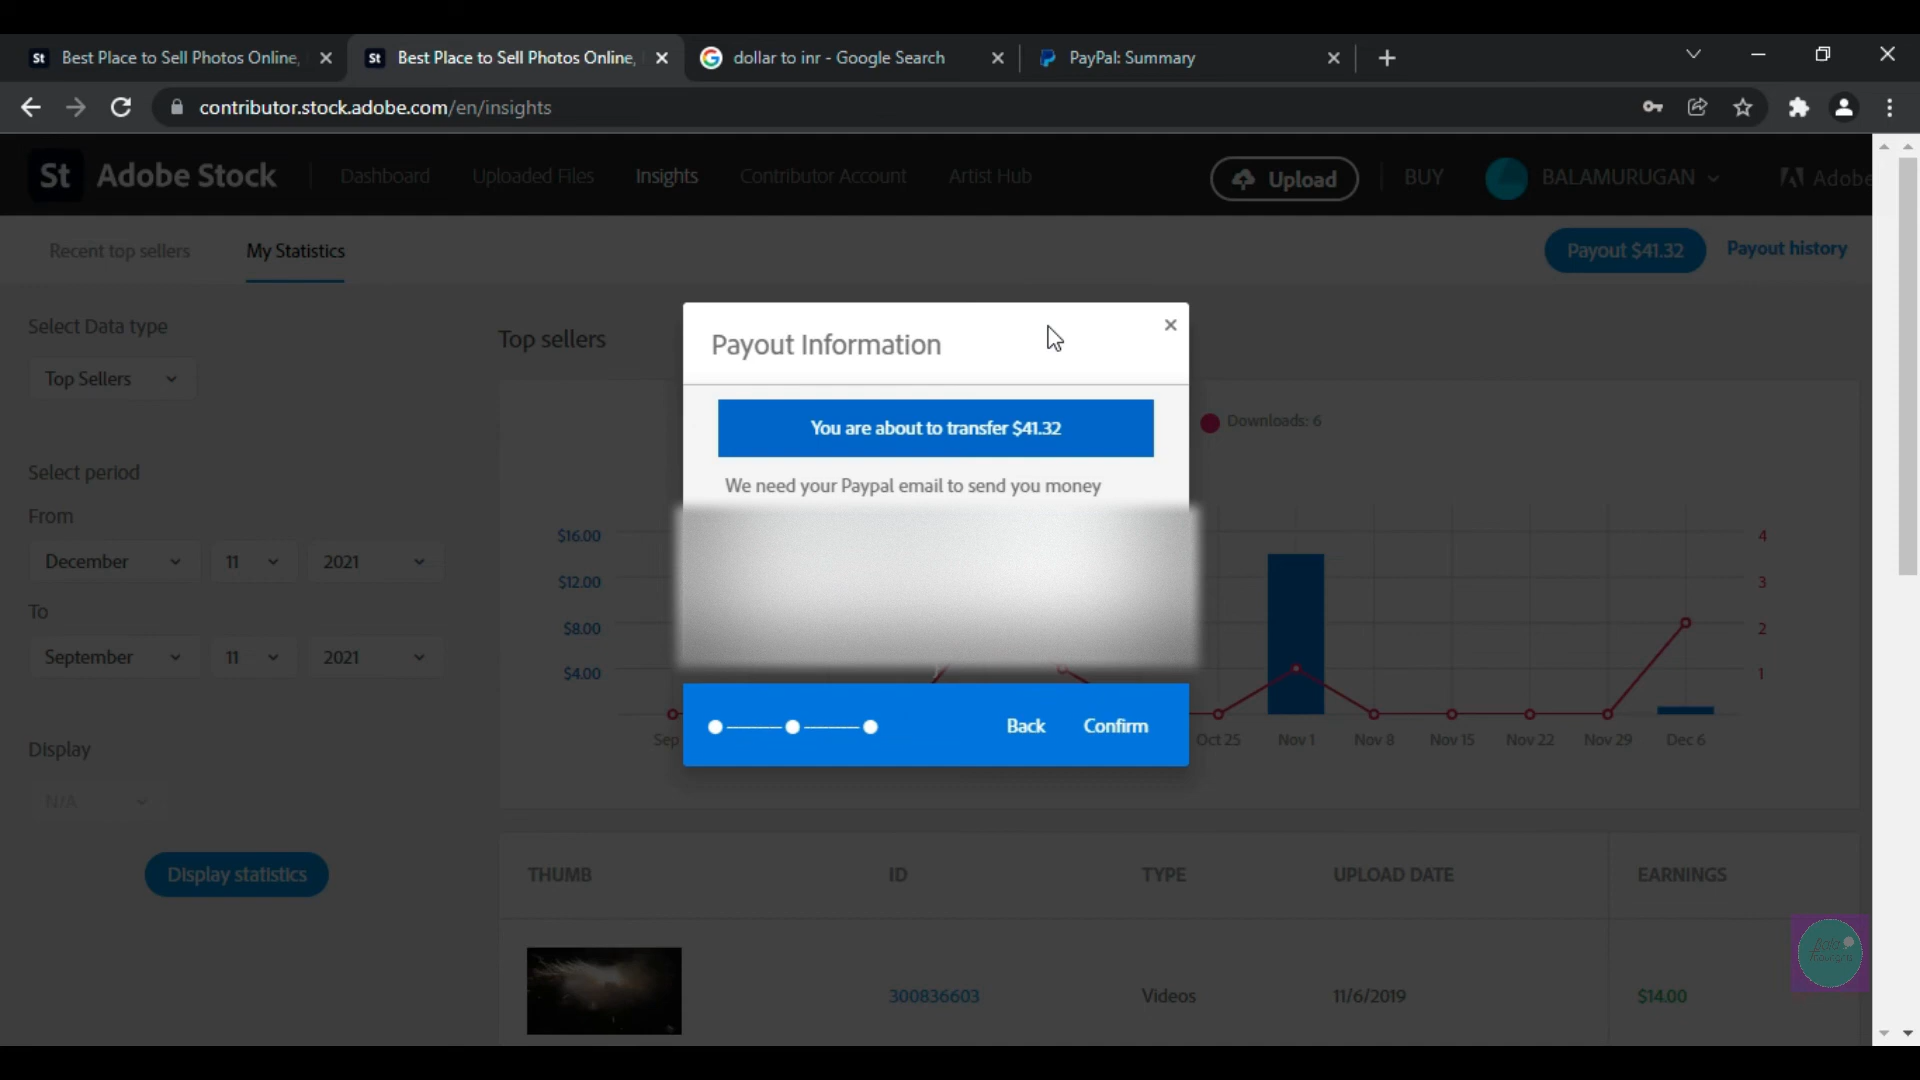 St Best Place to Sell Photos Online,
St Best Place to Sell Photos Online,
dollar to inr - Google Search
PayPal: Summary
contributor.stock.adobe.com/en/insights
St Adobe Stock
Dashboard
Uploaded Files
Insights
Contributor Account
Artist Hub
Upload
BUY
BALAMURUGAN
Adobe
Recent top sellers
My Statistics
Payout $41.32
Payout history
Select Data type
Top Sellers
Select period
From
December 11 2021
To
September 11 2021
Display
N/A
Display statistics
Top sellers
Downloads: 6
Payout Information
You are about to transfer $41.32
We need your Paypal email to send you money
Back
Confirm
$16.00
$12.00
$8.00
$4.00
4
3
2
1
Sep
Oct 25
Nov 1
Nov 8
Nov 15
Nov 22
Nov 29
Dec 6
THUMB ID TYPE UPLOAD DATE EARNINGS
300836603 Videos 11/6/2019 $14.00